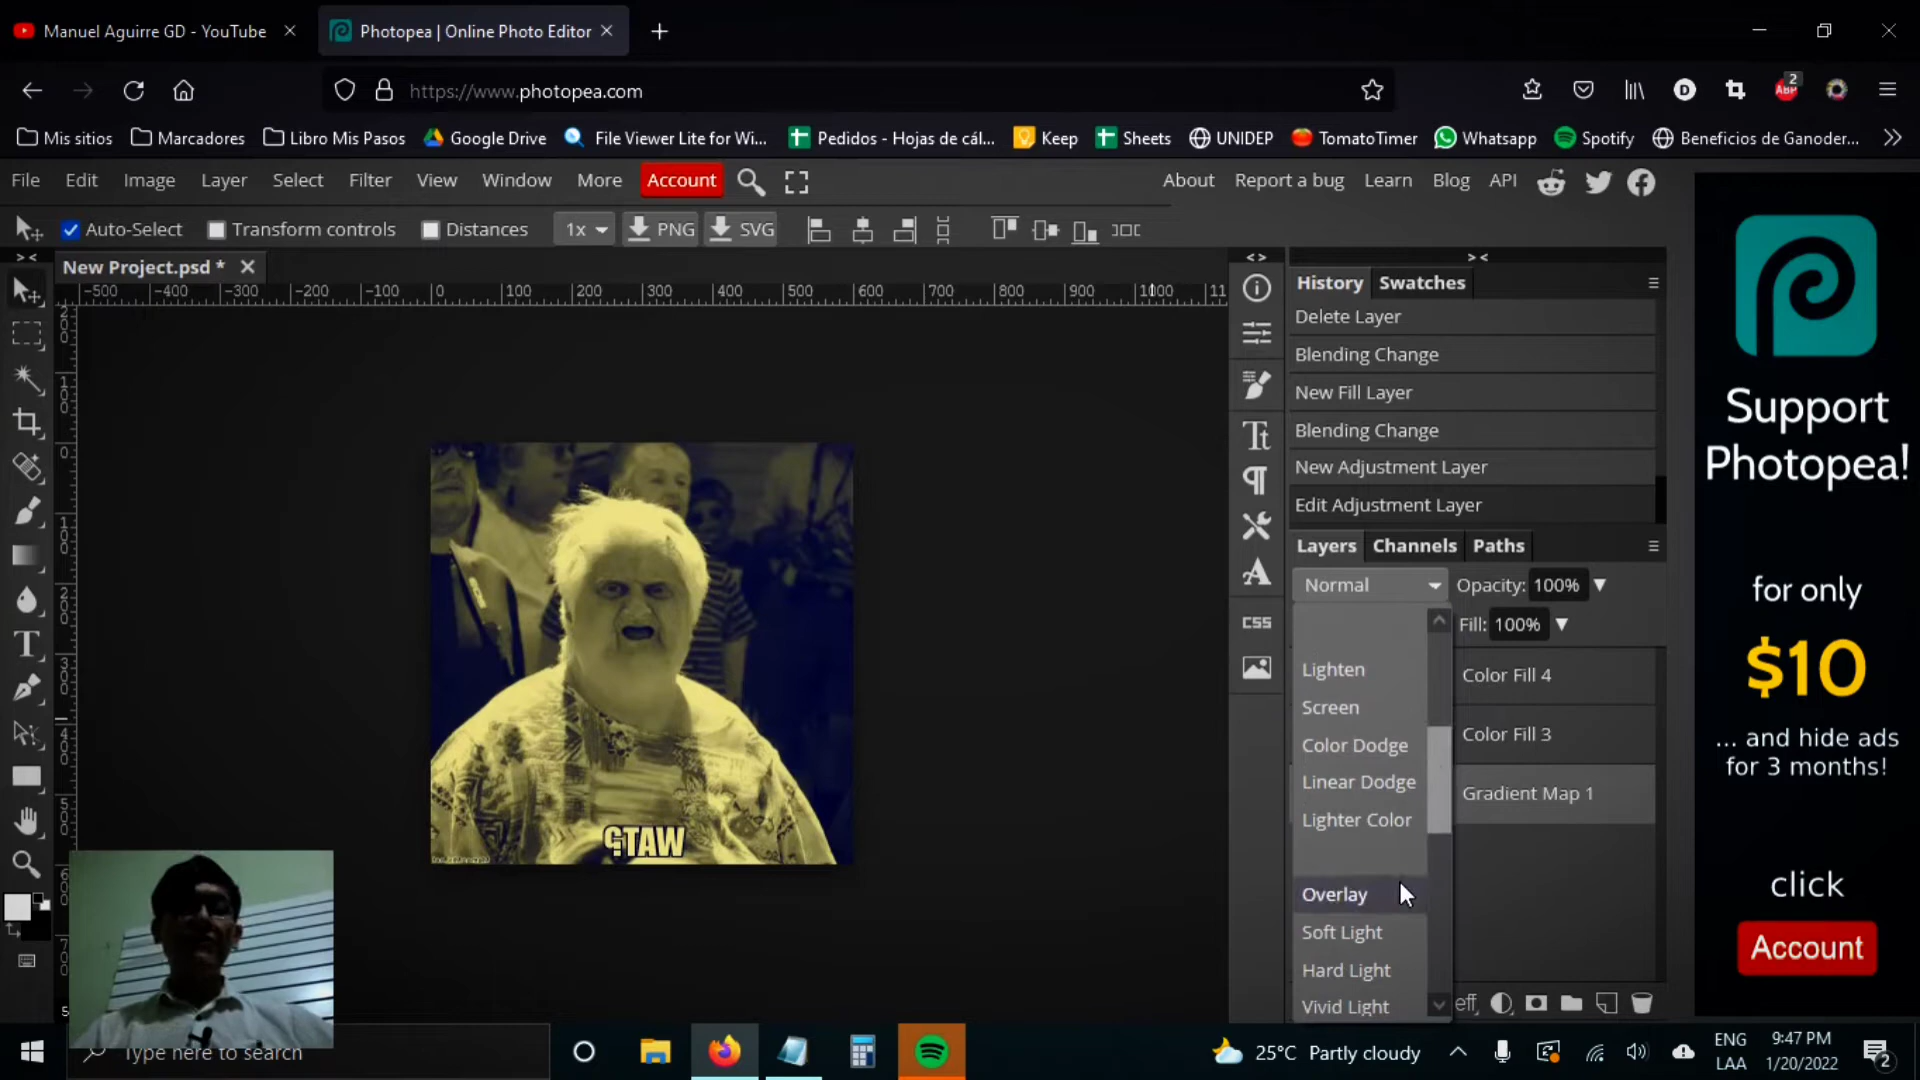 Manuel Aguirre GD - YouTube
Photopea | Online Photo Editor
https://www.photopea.com
2
ABP
D
Mis sitios
Marcadores
Libro Mis Pasos
Google Drive
File Viewer Lite for Wi...
Pedidos - Hojas de cál...
Keep
Sheets
UNIDEP
TomatoTimer
Whatsapp
Spotify
Beneficios de Ganoder...
File
Edit
Image
Layer
Select
Filter
View
Window
More
Account
About
Report a bug
Learn
Blog
API
Auto-Select
Transform controls
Distances
1x
PNG
SVG
New Project.psd *
-500
-400
-300
-200
-100
0
100
200
300
400
500
600
700
800
900
1000
11
History
Swatches
Delete Layer
Blending Change
New Fill Layer
Blending Change
New Adjustment Layer
Edit Adjustment Layer
Layers
Channels
Paths
Normal
Opacity: 100%
Fill: 100%
CSS
Lighten
Screen
Color Dodge
Linear Dodge
Lighter Color
Overlay
Soft Light
Hard Light
Vivid Light
Color Fill 4
Color Fill 3
Gradient Map 1
eff
Support
Photopea!
for only
$10
... and hide ads
for 3 months!
click
Account
WAT?
Type here to search
25°C Partly cloudy
ENG
LAA
9:47 PM
1/20/2022
2